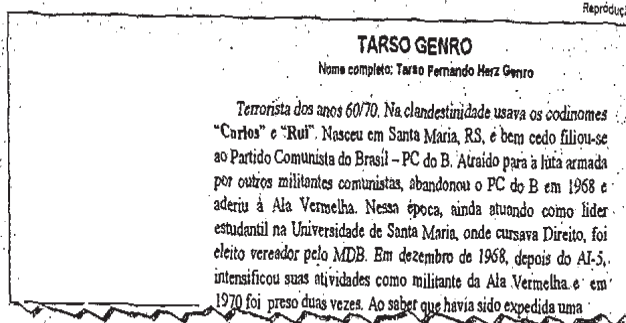 Reproduç
TARSO GENRO
Nome completo: Tarso Fernando Herz Genro
Terrorista dos anos 60/70. Na clandestinidade usava os codinomes
"Carlos" e "Rui". Nasceu em Santa Maria, RS, e bem cedo filiou-se
ao Partido Comunista do Brasil – PC do B. Atraído para a luta armada
por outros militantes comunistas, abandonou o PC do B em 1968 e
aderiu à Ala Vermelha. Nessa época, ainda atuando como líder
estudantil na Universidade de Santa Maria, onde cursava Direito, foi
eleito vereador pelo MDB. Em dezembro de 1968, depois do AI-5,
intensificou suas atividades como militante da Ala Vermelha e em
1970 foi preso duas vezes. Ao saber que havia sido expedida uma